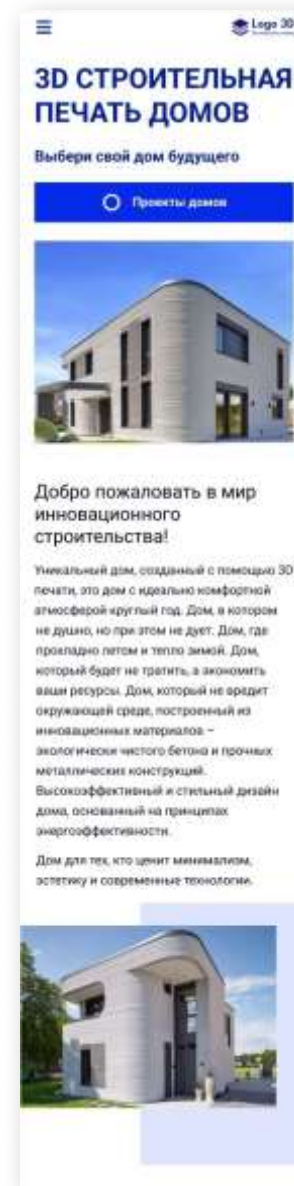 Logo 3D
3D СТРОИТЕЛЬНАЯ
ПЕЧАТЬ ДОМОВ
Выбери свой дом будущего
Проекты домов
Добро пожаловать в мир
инновационного
строительства!
Уникальный дом, созданный с помощью 3D
печати, это дом с идеально комфортной
атмосферой круглый год. Дом, в котором
не душно, но при этом не дует. Дом, где
прохладно летом и тепло зимой. Дом,
который будет не тратить, а экономить
ваши ресурсы. Дом, который не вредит
окружающей среде, построенный из
инновационных материалов –
экологически чистого бетона и прочных
металлических конструкций.
Высокоэффективный и стильный дизайн
дома, основанный на принципах
энергоэффективности.
Дом для тех, кто ценит минимализм,
эстетику и современные технологии.